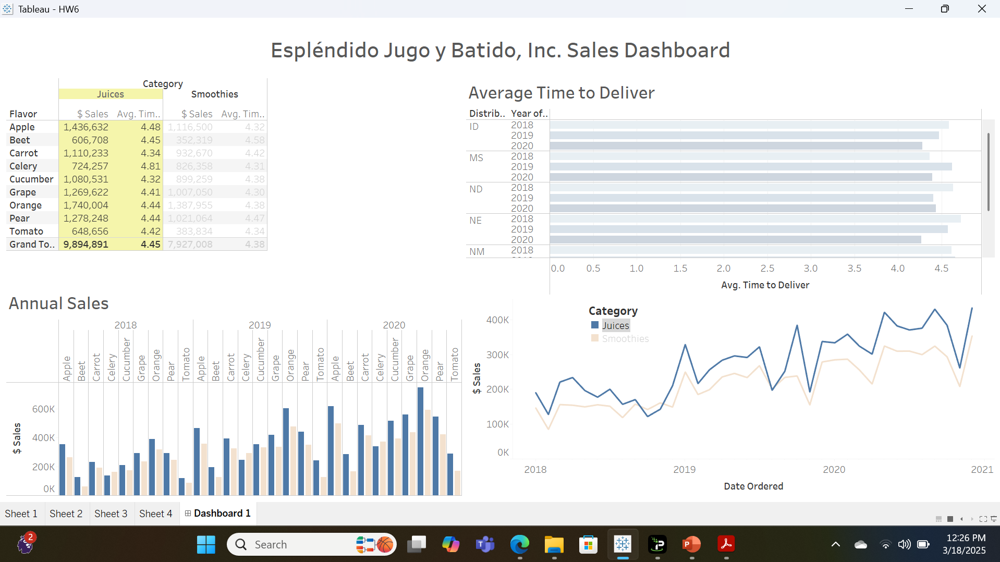 Tableau - HW6
Espléndido Jugo y Batido, Inc. Sales Dashboard
Category
Juices Smoothies
Flavor $ Sales Avg. Tim.. $ Sales Avg. Tim..
Apple 1,436,632 4.48 1,116,500 4.32
Beet 606,708 4.45 352,319 4.58
Carrot 1,110,233 4.34 932,670 4.42
Celery 724,257 4.81 826,358 4.31
Cucumber 1,080,531 4.32 899,259 4.38
Grape 1,269,622 4.41 1,007,050 4.30
Orange 1,740,004 4.44 1,387,955 4.38
Pear 1,278,248 4.44 1,021,064 4.47
Tomato 648,656 4.42 383,834 4.34
Grand To.. 9,894,891 4.45 7,927,008 4.38
Average Time to Deliver
Distrib.. Year of..
ID 2018
2019
2020
MS 2018
2019
2020
ND 2018
2019
2020
NE 2018
2019
2020
NM 2018
0.0 0.5 1.0 1.5 2.0 2.5 3.0 3.5 4.0 4.5
Avg. Time to Deliver
Annual Sales
2018 2019 2020
Apple Beet Carrot Celery Cucumber Grape Orange Pear Tomato Apple Beet Carrot Celery Cucumber Grape Orange Pear Tomato Apple Beet Carrot Celery Cucumber Grape Orange Pear Tomato
$ Sales
600K
400K
200K
0K
Category
Juices
Smoothies
$ Sales
400K
300K
200K
100K
0K
2018 2019 2020 2021
Date Ordered
Sheet 1 Sheet 2 Sheet 3 Sheet 4 Dashboard 1
2
Search
12:26 PM
3/18/2025